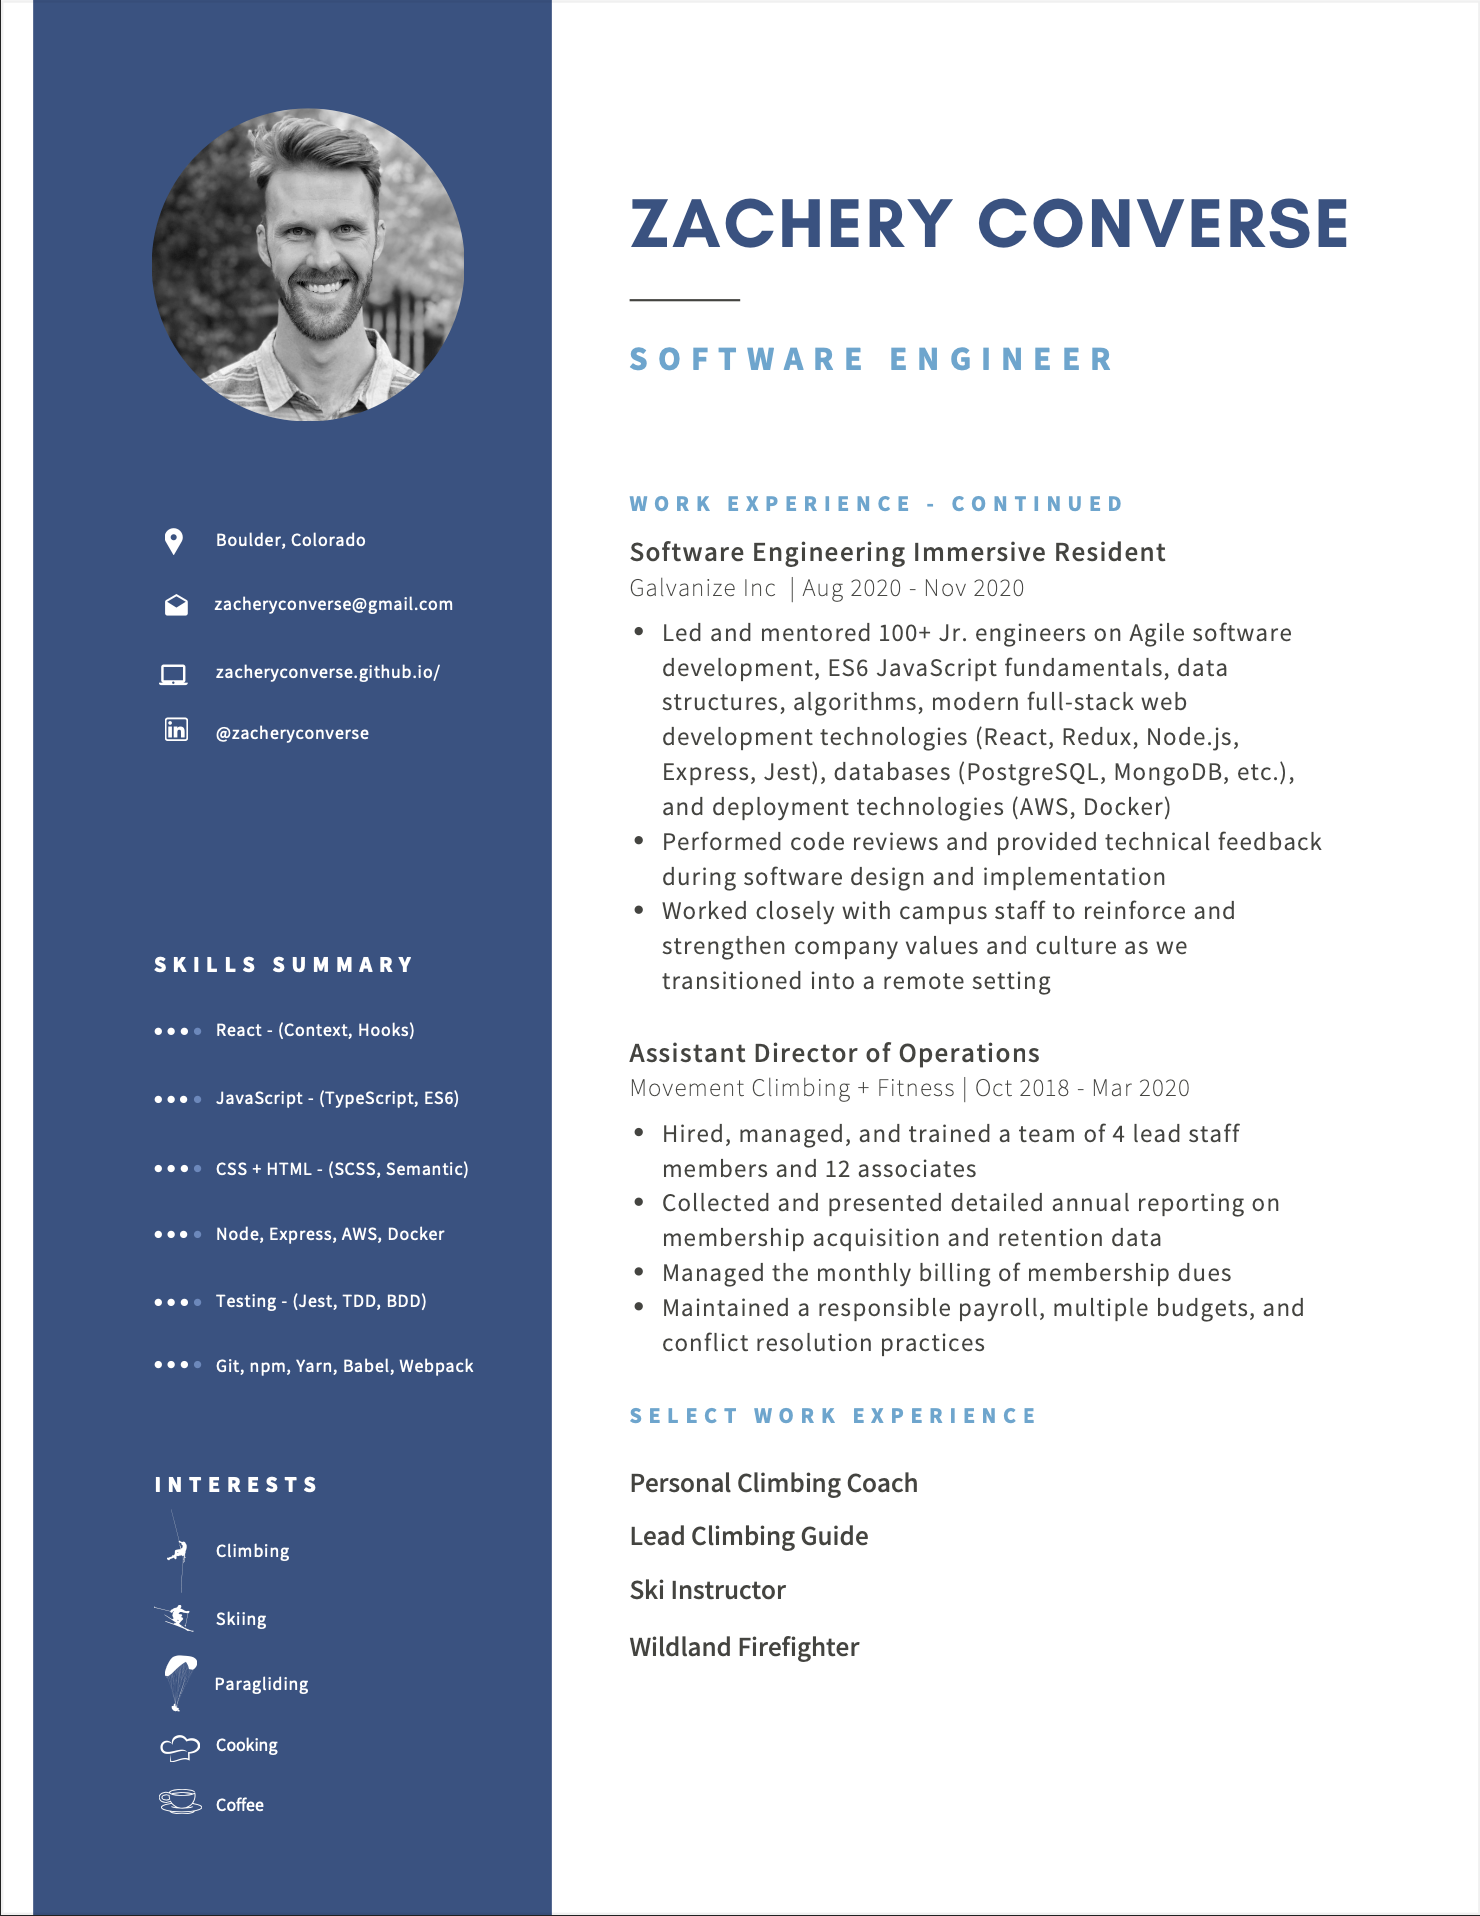 ZACHERY CONVERSE
SOFTWARE ENGINEER
Boulder, Colorado
zacheryconverse@gmail.com
zacheryconverse.github.io/
in
@zacheryconverse
SKILLS SUMMARY
React - (Context, Hooks)
JavaScript - (TypeScript, ES6)
CSS + HTML - (SCSS, Semantic)
Node, Express, AWS, Docker
Testing - (Jest, TDD, BDD)
Git, npm, Yarn, Babel, Webpack
INTERESTS
Climbing
Skiing
Paragliding
Cooking
Coffee
WORK EXPERIENCE - CONTINUED
Software Engineering Immersive Resident
Galvanize Inc | Aug 2020 - Nov 2020
• Led and mentored 100+ Jr. engineers on Agile software
development, ES6 JavaScript fundamentals, data
structures, algorithms, modern full-stack web
development technologies (React, Redux, Node.js,
Express, Jest), databases (PostgreSQL, MongoDB, etc.),
and deployment technologies (AWS, Docker)
• Performed code reviews and provided technical feedback
during software design and implementation
• Worked closely with campus staff to reinforce and
strengthen company values and culture as we
transitioned into a remote setting
Assistant Director of Operations
Movement Climbing + Fitness | Oct 2018 - Mar 2020
• Hired, managed, and trained a team of 4 lead staff
members and 12 associates
• Collected and presented detailed annual reporting on
membership acquisition and retention data
• Managed the monthly billing of membership dues
• Maintained a responsible payroll, multiple budgets, and
conflict resolution practices
SELECT WORK EXPERIENCE
Personal Climbing Coach
Lead Climbing Guide
Ski Instructor
Wildland Firefighter